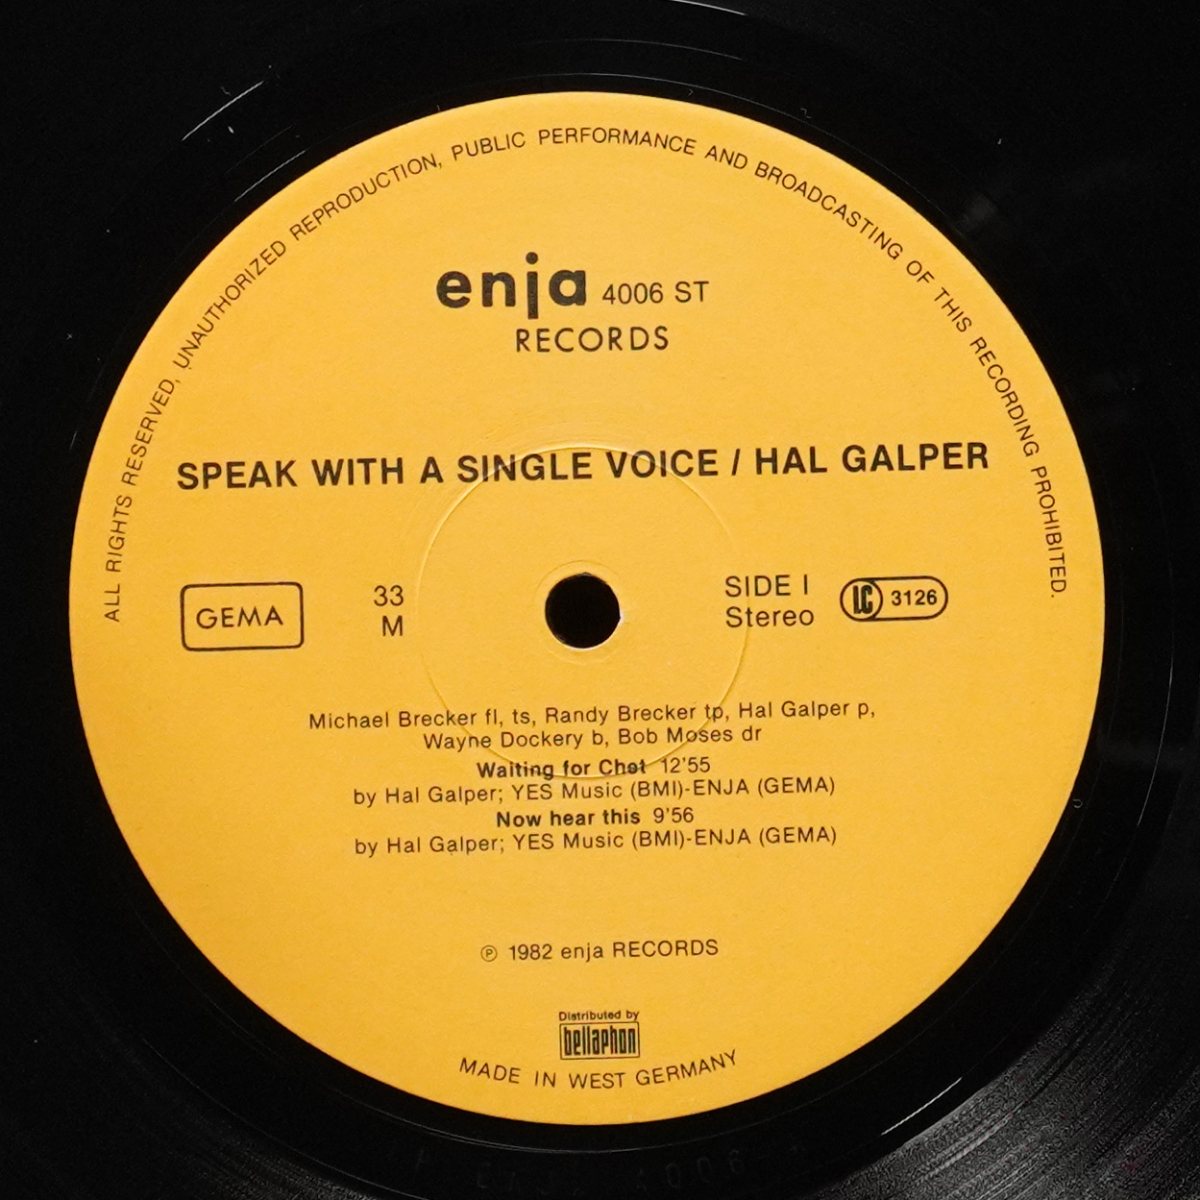 ALL RIGHTS RESERVED, UNAUTHORIZED REPRODUCTION, PUBLIC PERFORMANCE AND BROADCASTING OF THIS RECORDING PROHIBITED.
enja 4006 ST
RECORDS
SPEAK WITH A SINGLE VOICE / HAL GALPER
GEMA
33
M
SIDE I
Stereo
LC 3126
Michael Brecker fl, ts, Randy Brecker tp, Hal Galper p,
Wayne Dockery b, Bob Moses dr
Waiting for Chet 12'55
by Hal Galper; YES Music (BMI)-ENJA (GEMA)
Now hear this 9'56
by Hal Galper; YES Music (BMI)-ENJA (GEMA)
℗ 1982 enja RECORDS
Distributed by
bellaphon
MADE IN WEST GERMANY